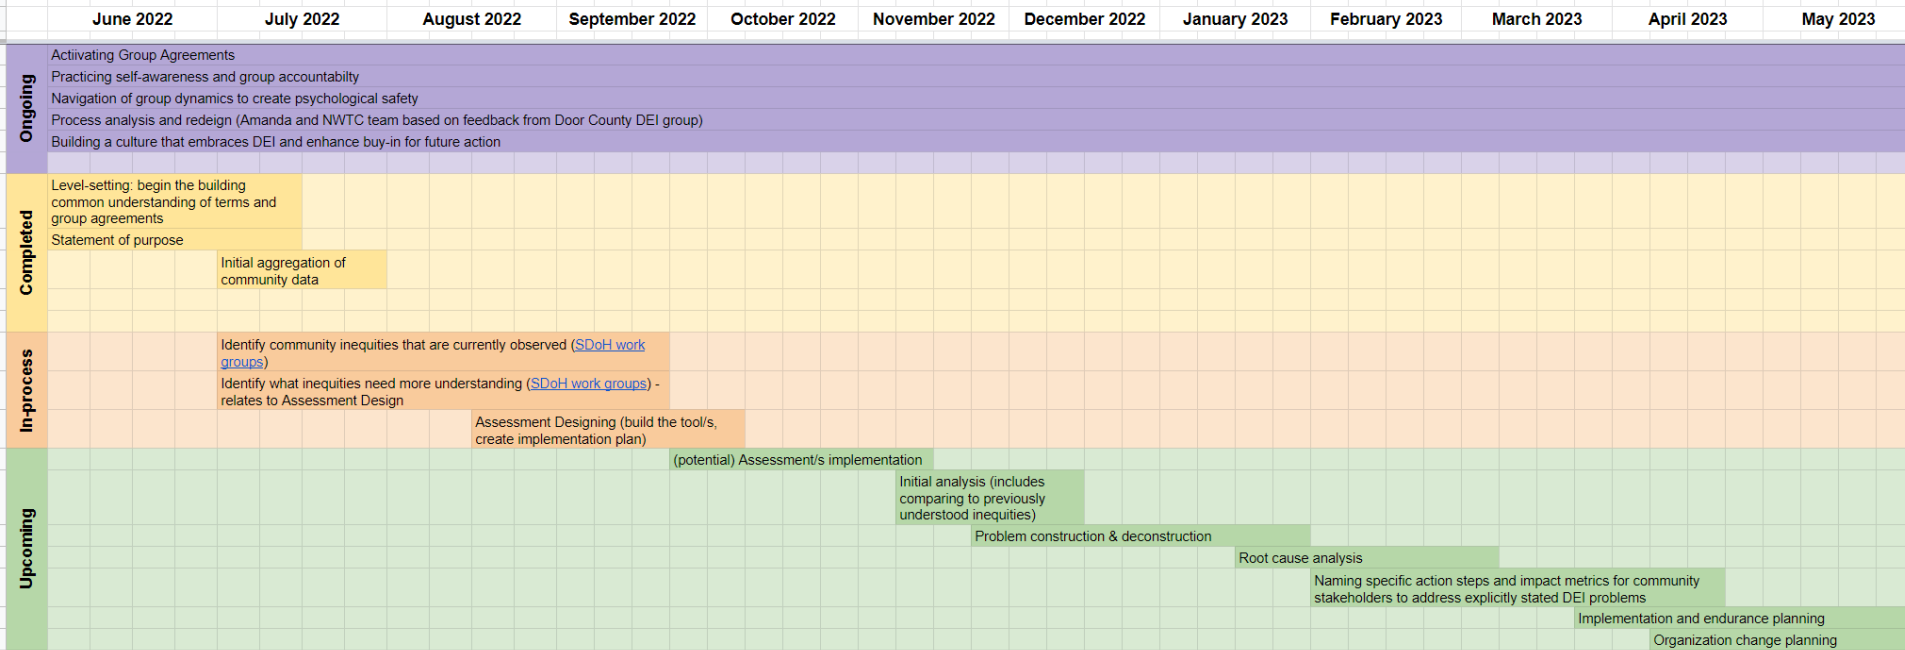 June 2022 July 2022 August 2022 September 2022 October 2022 November 2022 December 2022 January 2023 February 2023 March 2023 April 2023 May 2023
Ongoing
Actiivating Group Agreements
Practicing self-awareness and group accountabilty
Navigation of group dynamics to create psychological safety
Process analysis and redeign (Amanda and NWTC team based on feedback from Door County DEI group)
Building a culture that embraces DEI and enhance buy-in for future action
Completed
Level-setting: begin the building
common understanding of terms and
group agreements
Statement of purpose
Initial aggregation of
community data
In-process
Identify community inequities that are currently observed (SDoH work
groups)
Identify what inequities need more understanding (SDoH work groups) -
relates to Assessment Design
Assessment Designing (build the tool/s,
create implementation plan)
Upcoming
(potential) Assessment/s implementation
Initial analysis (includes
comparing to previously
understood inequities)
Problem construction & deconstruction
Root cause analysis
Naming specific action steps and impact metrics for community
stakeholders to address explicitly stated DEI problems
Implementation and endurance planning
Organization change planning